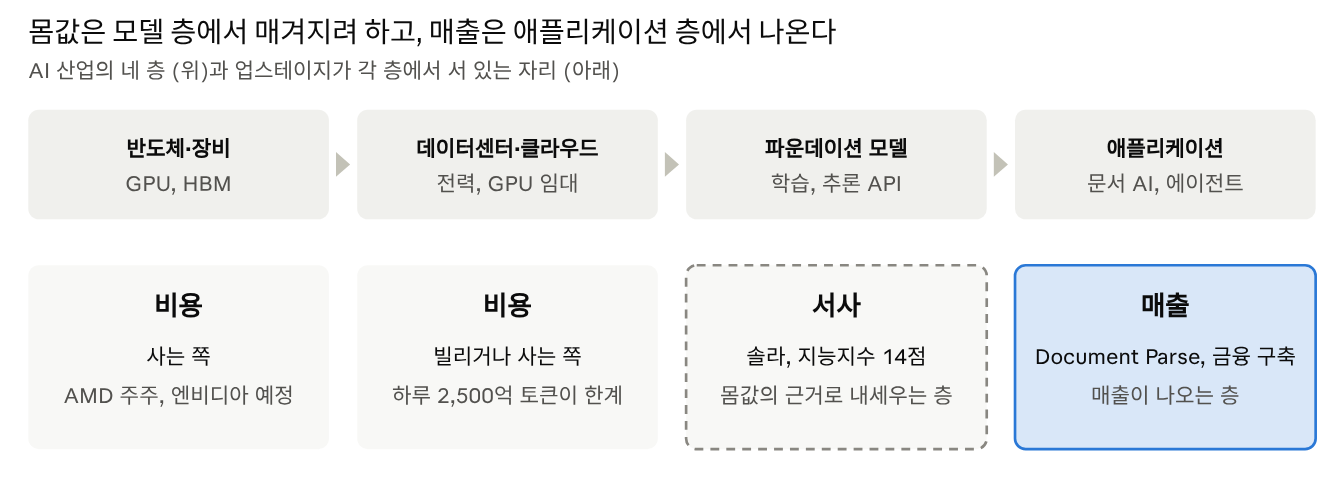 몸값은 모델 층에서 매겨지려 하고, 매출은 애플리케이션 층에서 나온다
AI 산업의 네 층 (위)과 업스테이지가 각 층에서 서 있는 자리 (아래)
반도체·장비
GPU, HBM
데이터센터·클라우드
전력, GPU 임대
파운데이션 모델
학습, 추론 API
애플리케이션
문서 AI, 에이전트
비용
사는 쪽
AMD 주주, 엔비디아 예정
비용
빌리거나 사는 쪽
하루 2,500억 토큰이 한계
서사
솔라, 지능지수 14점
몸값의 근거로 내세우는 층
매출
Document Parse, 금융 구축
매출이 나오는 층